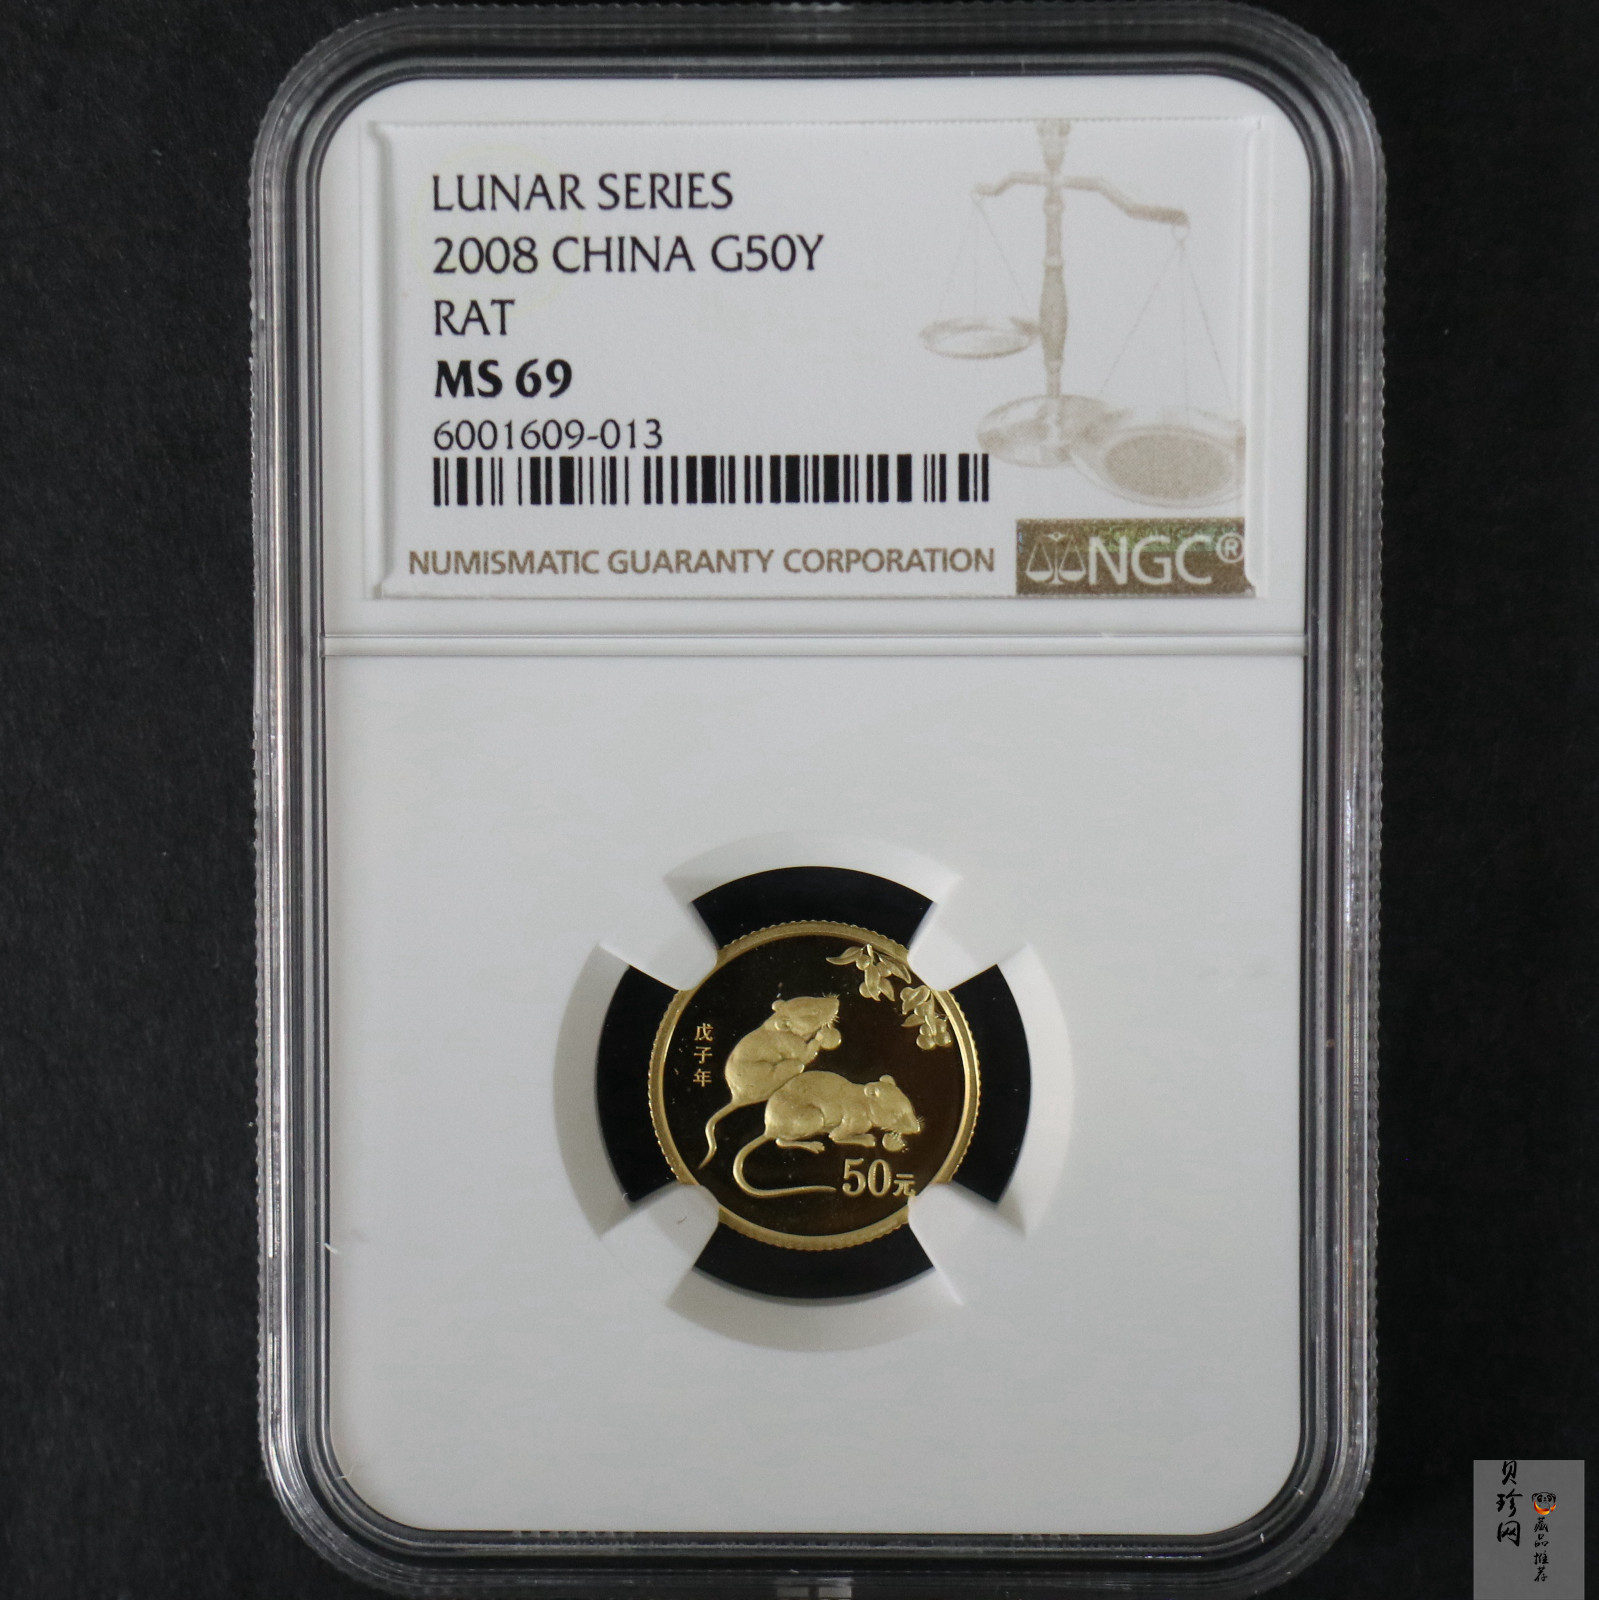 LUNAR SERIES
2008 CHINA G50Y
RAT
MS 69
6001609-013
NUMISMATIC GUARANTY CORPORATION
NGC®
戊子年
50元
贝珍网
藏品推荐